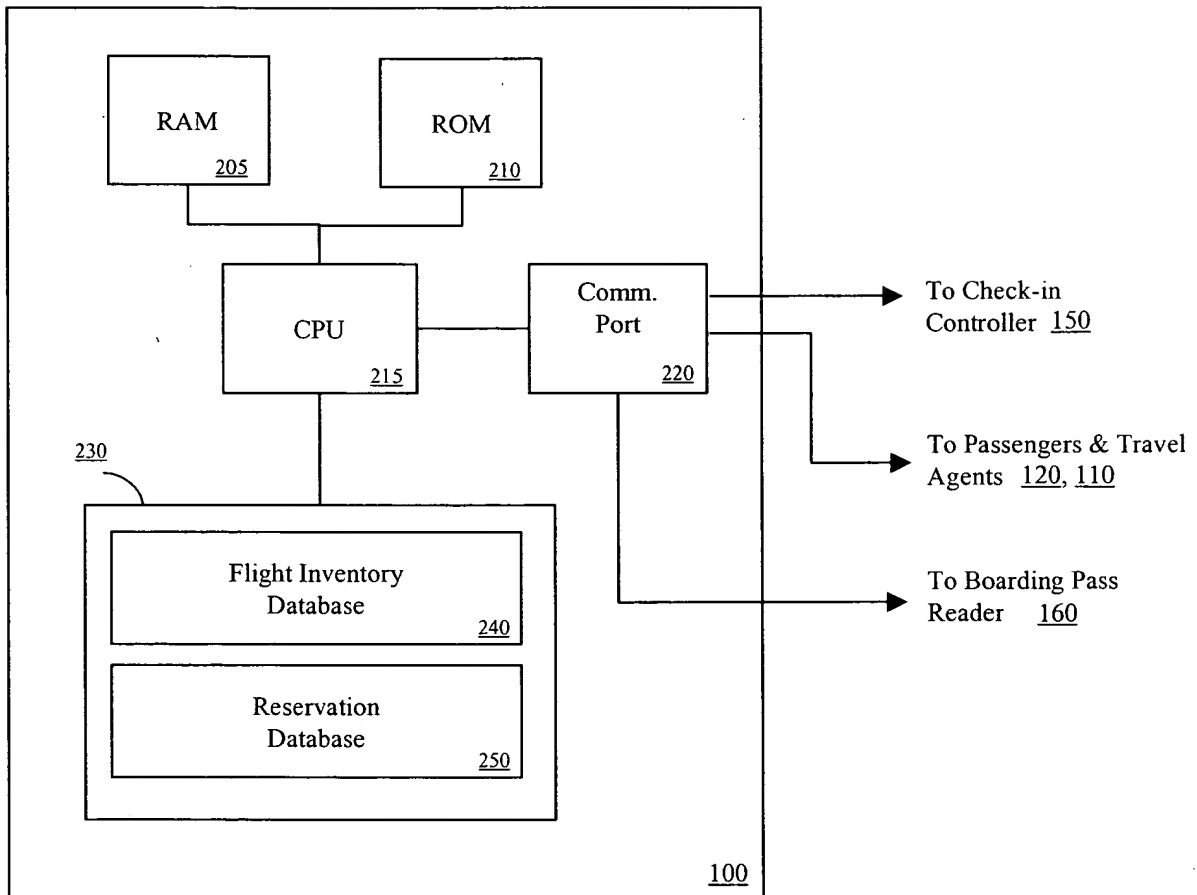 RAM
205
ROM
210
CPU
215
Comm.
Port
220
To Check-in
Controller 150
To Passengers & Travel
Agents 120, 110
To Boarding Pass
Reader 160
230
Flight Inventory
Database
240
Reservation
Database
250
100